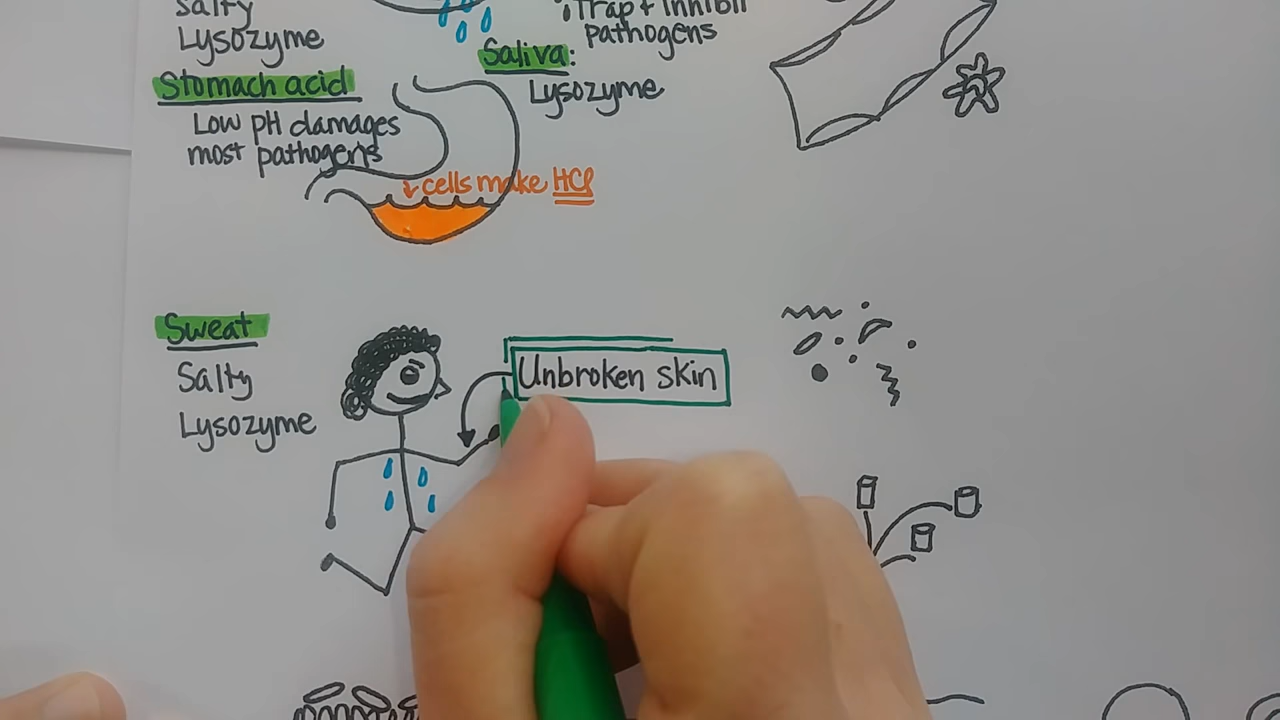 Salty
Lysozyme
Trap + inhibit
pathogens
Saliva:
Lysozyme
Stomach acid
Low pH damages
most pathogens
cells make HCl
Sweat
Salty
Lysozyme
Unbroken skin